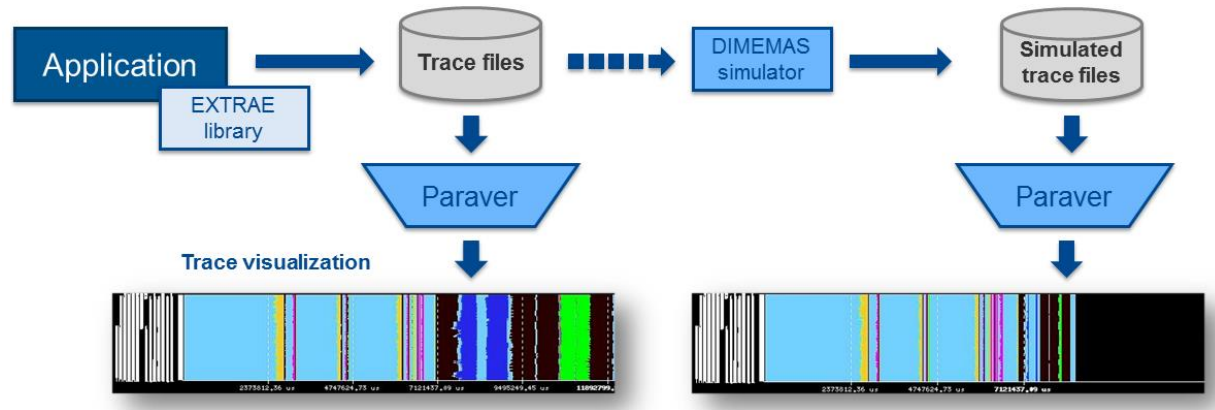 Application
EXTRAE
library
Trace files
DIMEMAS
simulator
Simulated
trace files
Paraver
Paraver
Trace visualization
2373812,36 us
4747624,73 us
7121437,09 us
9495249,45 us
11892799,
2373812,36 us
4747624,73 us
7121437,09 us